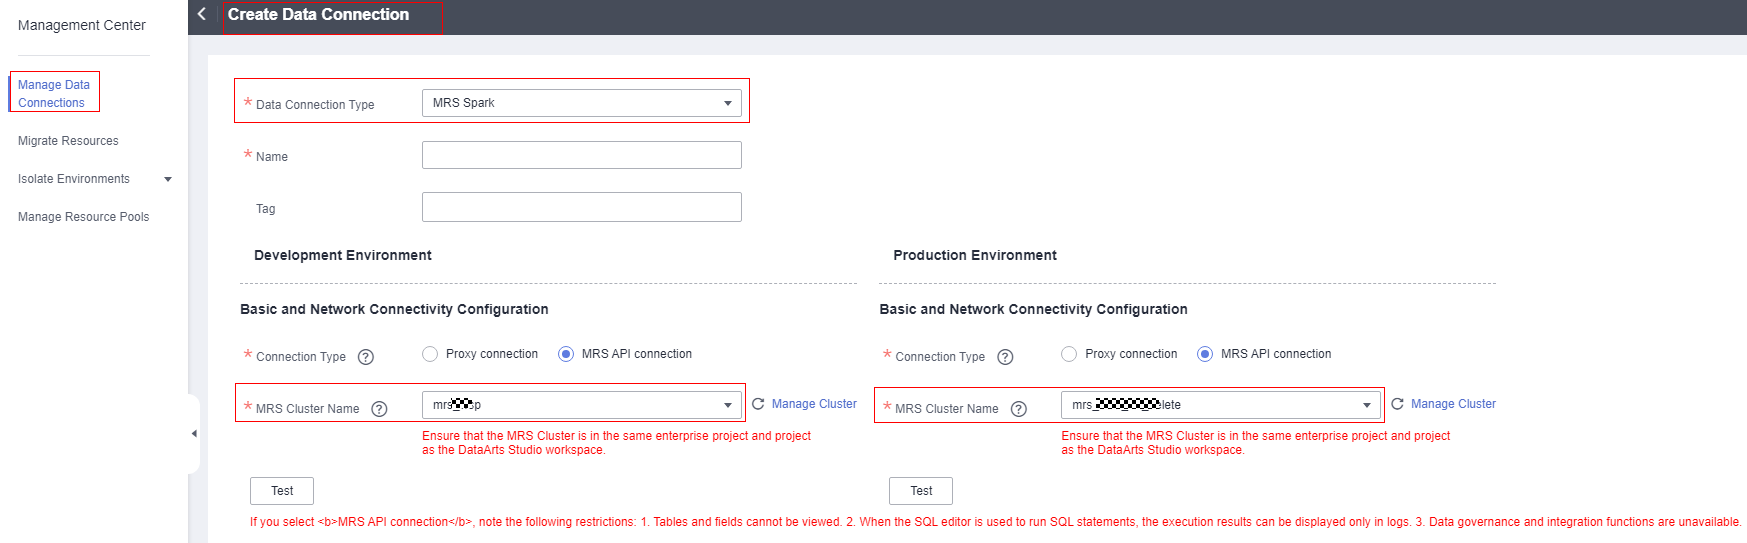 Management Center
Manage Data
Connections
Migrate Resources
Isolate Environments
Manage Resource Pools
Create Data Connection
* Data Connection Type
MRS Spark
* Name
Tag
Development Environment
Basic and Network Connectivity Configuration
* Connection Type ?
Proxy connection
MRS API connection
* MRS Cluster Name ?
Manage Cluster
Ensure that the MRS Cluster is in the same enterprise project and project
as the DataArts Studio workspace.
Test
Production Environment
Basic and Network Connectivity Configuration
* Connection Type ?
Proxy connection
MRS API connection
* MRS Cluster Name ?
Manage Cluster
Ensure that the MRS Cluster is in the same enterprise project and project
as the DataArts Studio workspace.
Test
If you select <b>MRS API connection</b>, note the following restrictions: 1. Tables and fields cannot be viewed. 2. When the SQL editor is used to run SQL statements, the execution results can be displayed only in logs. 3. Data governance and integration functions are unavailable.